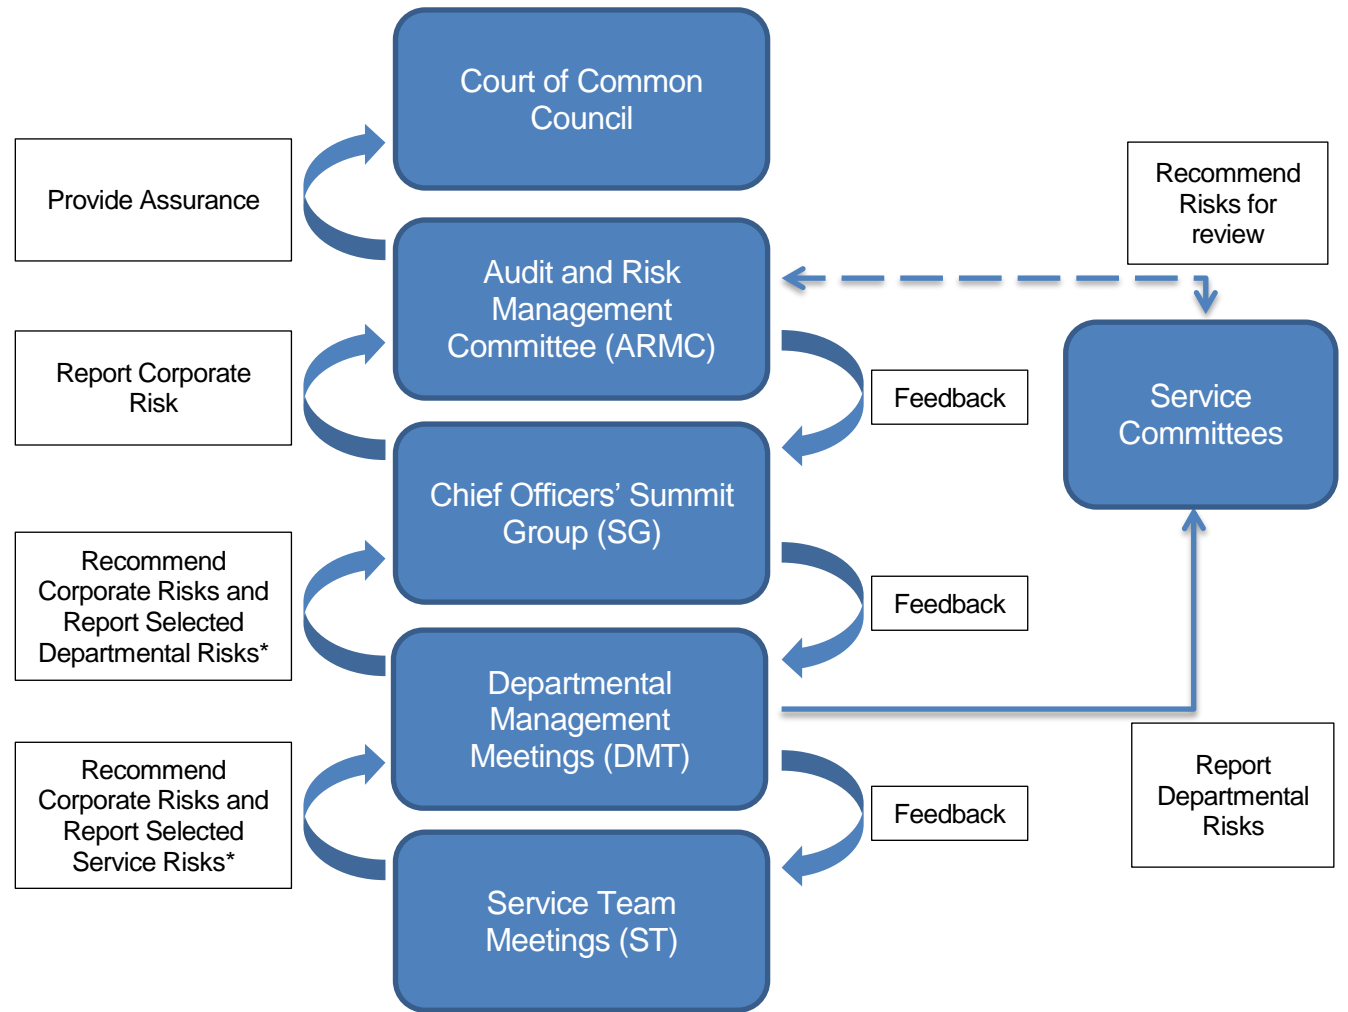 Court of Common
Council
Provide Assurance
Recommend
Risks for
review
Audit and Risk
Management
Committee (ARMC)
Report Corporate
Risk
Feedback
Service
Committees
Chief Officers’ Summit
Group (SG)
Recommend
Corporate Risks and
Report Selected
Departmental Risks*
Feedback
Departmental
Management
Meetings (DMT)
Recommend
Corporate Risks and
Report Selected
Service Risks*
Feedback
Report
Departmental
Risks
Service Team
Meetings (ST)